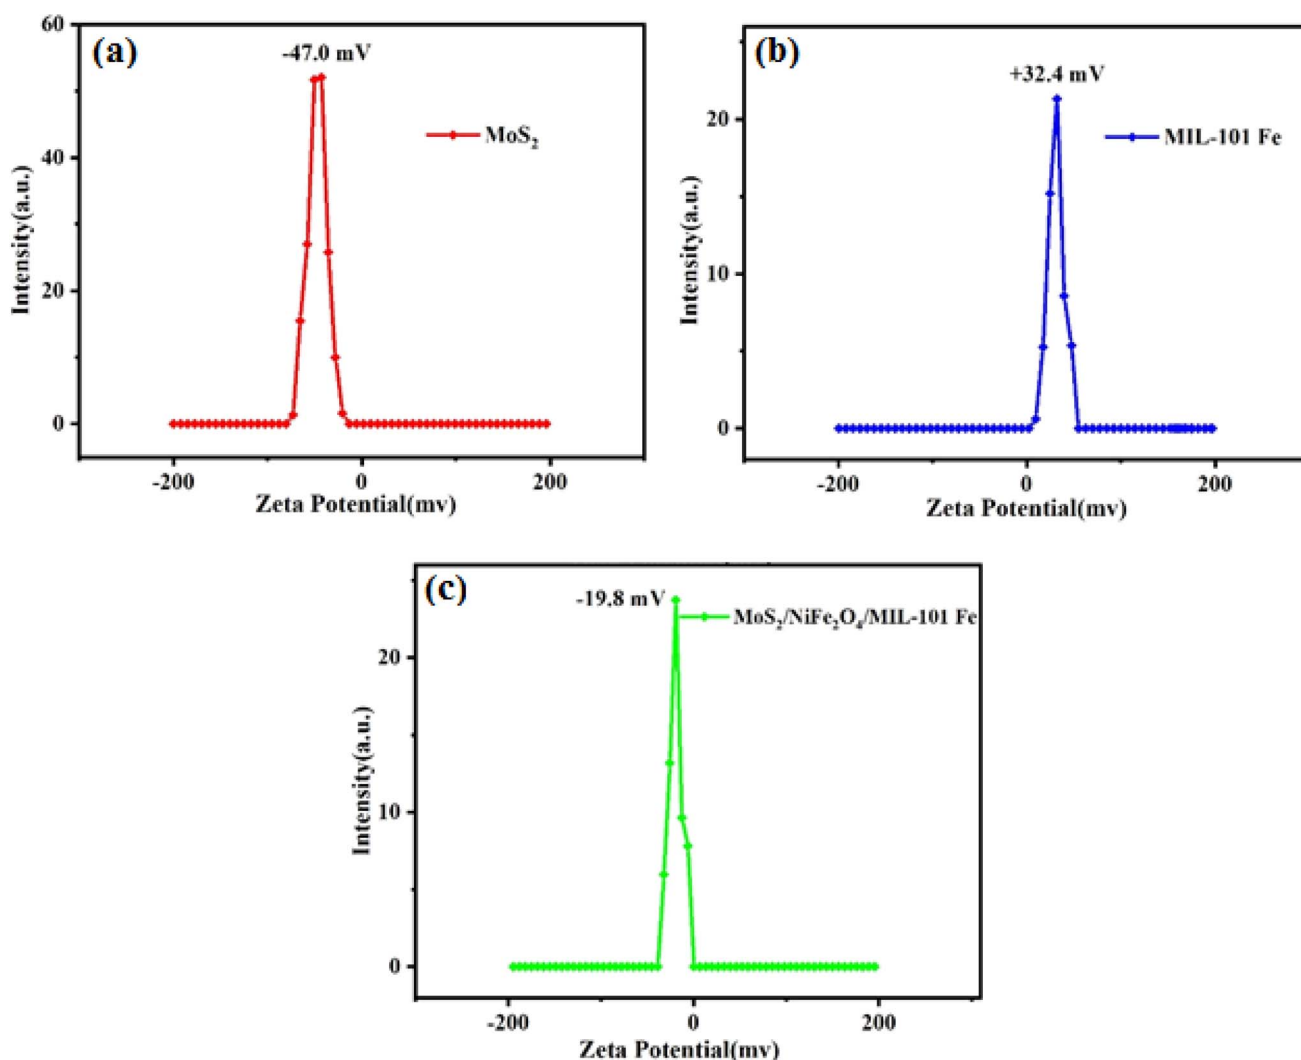 (a)
-47.0 mV
MoS₂
60
40
20
0
Intensity(a.u.)
-200 0 200
Zeta Potential(mv)
(b)
+32.4 mV
MIL-101 Fe
20
10
0
Intensity(a.u.)
-200 0 200
Zeta Potential(mv)
(c)
-19.8 mV
MoS₂/NiFe₂O₄/MIL-101 Fe
20
10
0
Intensity(a.u.)
-200 0 200
Zeta Potential(mv)